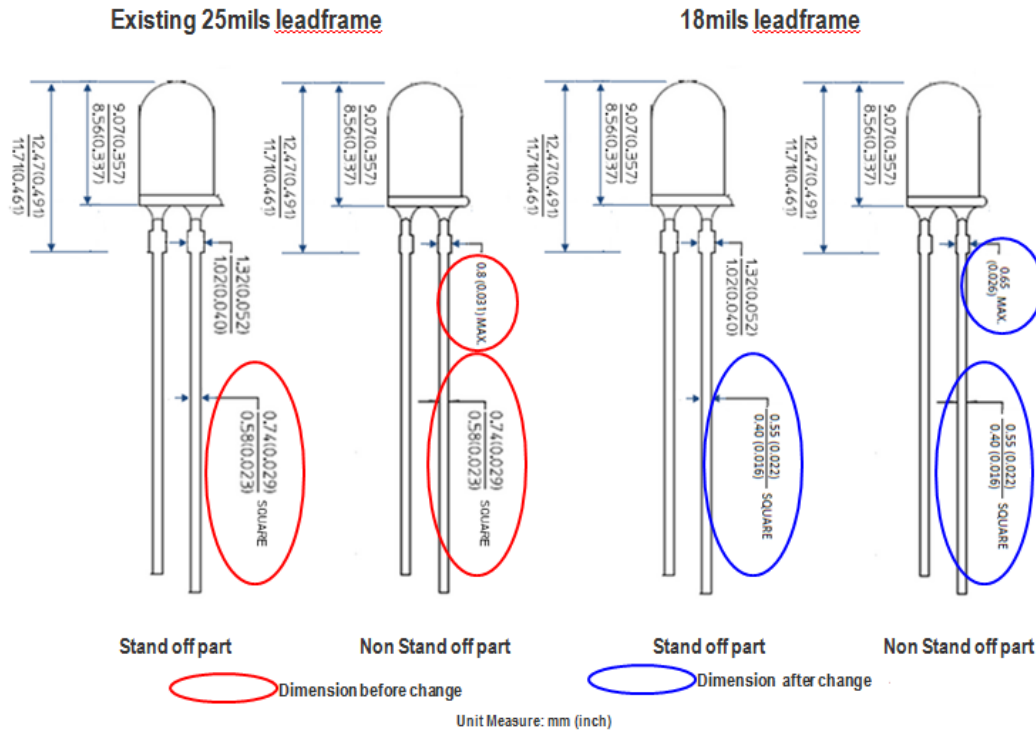 Existing 25mils leadframe
18mils leadframe
9.07(0.357)
8.56(0.337)
12.47(0.491)
11.71(0.461)
1.32(0.052)
1.02(0.040)
0.74(0.029)
0.58(0.023)
SQUARE
9.07(0.357)
8.56(0.337)
12.47(0.491)
11.71(0.461)
0.8 (0.031) MAX.
0.74(0.029)
0.58(0.023)
SQUARE
9.07(0.357)
8.56(0.337)
12.47(0.491)
11.71(0.461)
1.32(0.052)
1.02(0.040)
0.55 (0.022)
0.40 (0.016)
SQUARE
9.07(0.357)
8.56(0.337)
12.47(0.491)
11.71(0.461)
0.65
(0.026)
MAX.
0.55 (0.022)
0.40 (0.016)
SQUARE
Stand off part
Non Stand off part
Stand off part
Non Stand off part
Dimension before change
Dimension after change
Unit Measure: mm (inch)